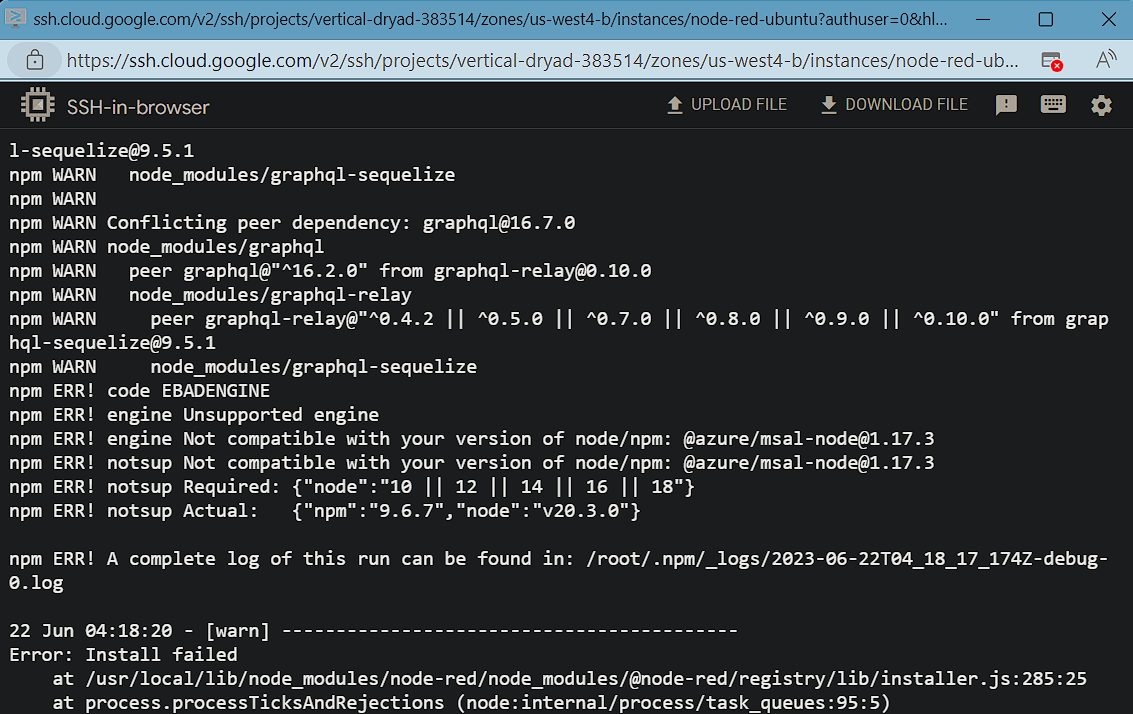 ssh.cloud.google.com/v2/ssh/projects/vertical-dryad-383514/zones/us-west4-b/instances/node-red-ubuntu?authuser=0&hl...
https://ssh.cloud.google.com/v2/ssh/projects/vertical-dryad-383514/zones/us-west4-b/instances/node-red-ub...
SSH-in-browser
UPLOAD FILE
DOWNLOAD FILE
l-sequelize@9.5.1
npm WARN   node_modules/graphql-sequelize
npm WARN
npm WARN Conflicting peer dependency: graphql@16.7.0
npm WARN node_modules/graphql
npm WARN   peer graphql@"^16.2.0" from graphql-relay@0.10.0
npm WARN   node_modules/graphql-relay
npm WARN     peer graphql-relay@"^0.4.2 || ^0.5.0 || ^0.7.0 || ^0.8.0 || ^0.9.0 || ^0.10.0" from grap
hql-sequelize@9.5.1
npm WARN     node_modules/graphql-sequelize
npm ERR! code EBADENGINE
npm ERR! engine Unsupported engine
npm ERR! engine Not compatible with your version of node/npm: @azure/msal-node@1.17.3
npm ERR! notsup Not compatible with your version of node/npm: @azure/msal-node@1.17.3
npm ERR! notsup Required: {"node":"10 || 12 || 14 || 16 || 18"}
npm ERR! notsup Actual:   {"npm":"9.6.7","node":"v20.3.0"}
npm ERR! A complete log of this run can be found in: /root/.npm/_logs/2023-06-22T04_18_17_174Z-debug-
0.log
22 Jun 04:18:20 - [warn] ------------------------------------------
Error: Install failed
    at /usr/local/lib/node_modules/node-red/node_modules/@node-red/registry/lib/installer.js:285:25
    at process.processTicksAndRejections (node:internal/process/task_queues:95:5)